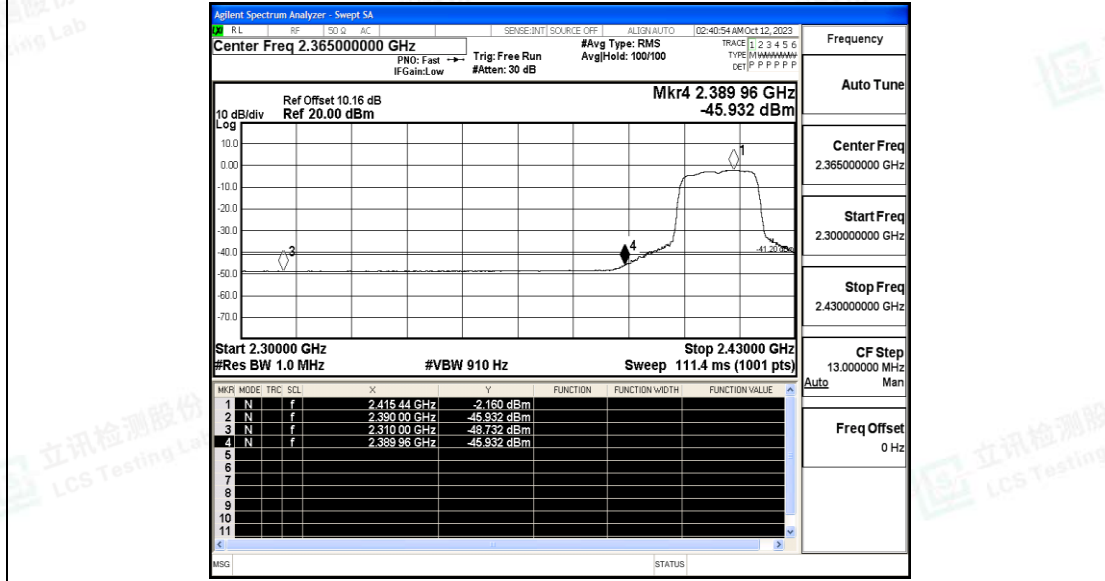 Agilent Spectrum Analyzer - Swept SA
RL RF 50 Ω AC SENSE:INT SOURCE OFF ALIGNAUTO 02:40:54 AM Oct 12, 2023
Center Freq 2.365000000 GHz
PNO: Fast
IFGain:Low
Trig: Free Run
#Atten: 30 dB
#Avg Type: RMS
Avg|Hold: 100/100
TRACE 1 2 3 4 5 6
TYPE MWWWWW
DET P P P P P P
Frequency
Auto Tune
Center Freq
2.365000000 GHz
Start Freq
2.300000000 GHz
Stop Freq
2.430000000 GHz
CF Step
13.000000 MHz
Auto Man
Freq Offset
0 Hz
Mkr4 2.389 96 GHz
-45.932 dBm
Ref Offset 10.16 dB
10 dB/div Ref 20.00 dBm
Log
10.0
0.00
-10.0
-20.0
-30.0
-40.0
-50.0
-60.0
-70.0
1
3
4
-41.20 dBm
Start 2.30000 GHz Stop 2.43000 GHz
#Res BW 1.0 MHz #VBW 910 Hz Sweep 111.4 ms (1001 pts)
MKR MODE TRC SCL X Y FUNCTION FUNCTION WIDTH FUNCTION VALUE
1 N f 2.415 44 GHz -2.160 dBm
2 N f 2.390 00 GHz -45.932 dBm
3 N f 2.310 00 GHz -48.732 dBm
4 N f 2.389 96 GHz -45.932 dBm
5
6
7
8
9
10
11
MSG STATUS
立讯检测股份
LCS Testing Lab
立讯检测股
LCS Testing